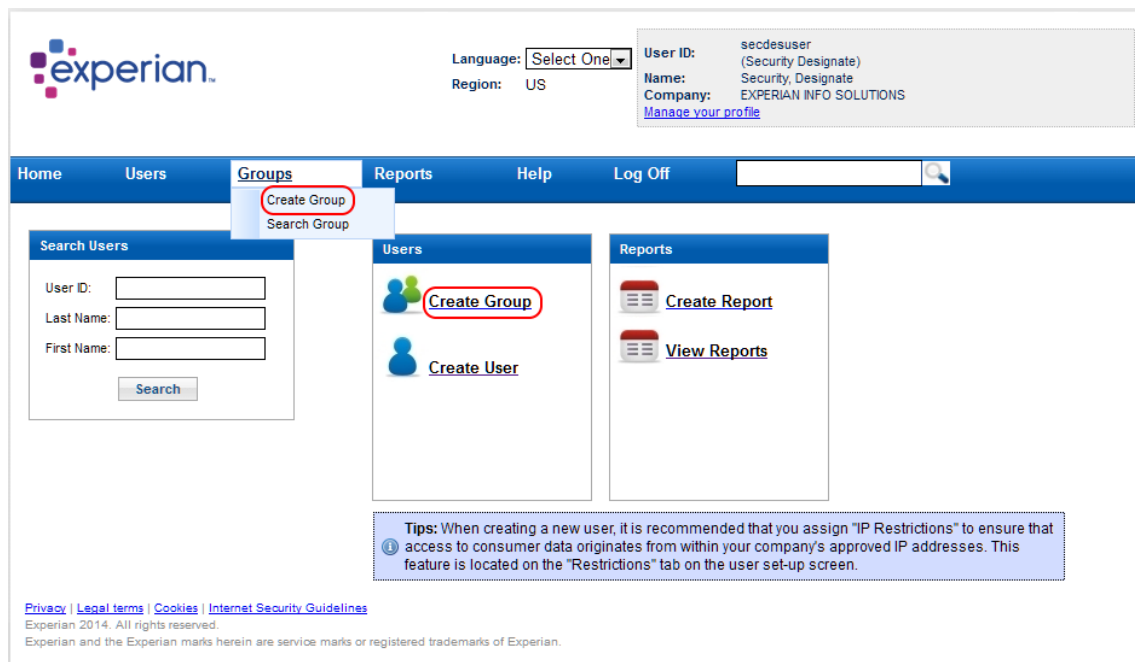 experian™
Language: Select One
Region: US
User ID: secdesuser
(Security Designate)
Name: Security, Designate
Company: EXPERIAN INFO SOLUTIONS
Manage your profile
Home Users Groups Reports Help Log Off
Create Group
Search Group
Search Users
User ID:
Last Name:
First Name:
Search
Users
Create Group
Create User
Reports
Create Report
View Reports
Tips: When creating a new user, it is recommended that you assign "IP Restrictions" to ensure that
access to consumer data originates from within your company's approved IP addresses. This
feature is located on the "Restrictions" tab on the user set-up screen.
Privacy | Legal terms | Cookies | Internet Security Guidelines
Experian 2014. All rights reserved.
Experian and the Experian marks herein are service marks or registered trademarks of Experian.